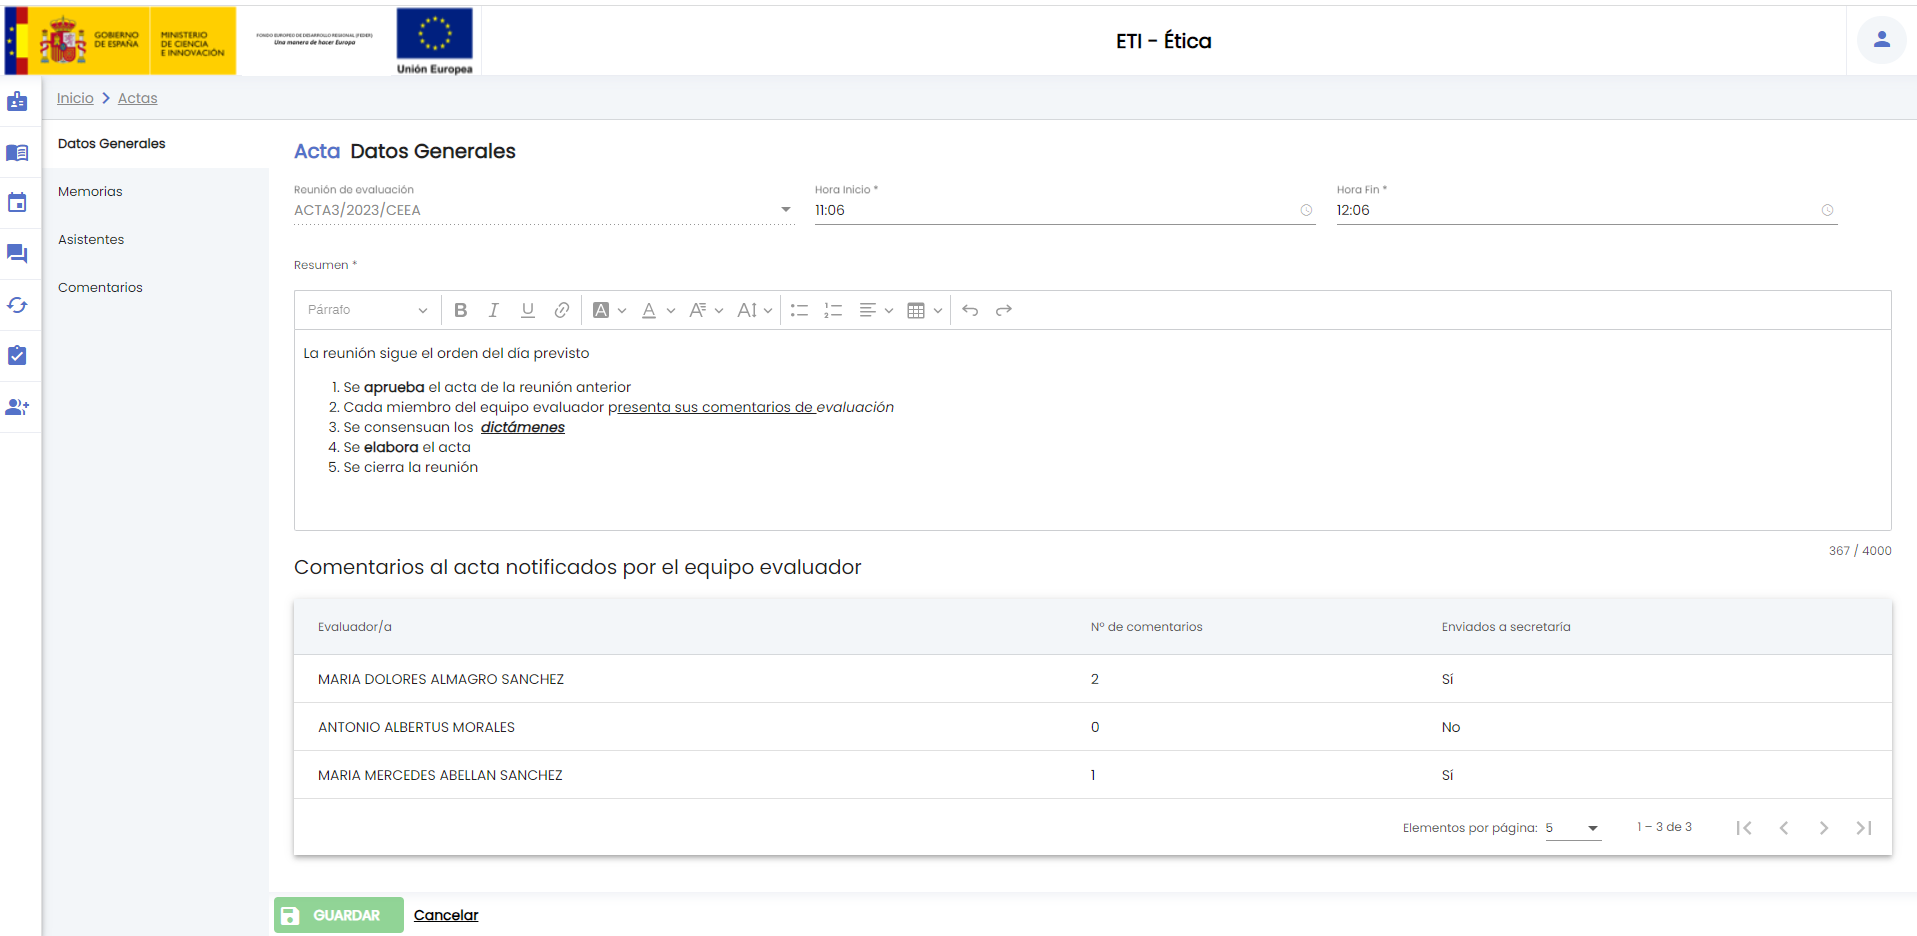 GOBIERNO
DE ESPAÑA
MINISTERIO
DE CIENCIA
E INNOVACIÓN
FONDO EUROPEO DE DESARROLLO REGIONAL (FEDER)
Una manera de hacer Europa
Unión Europea
ETI - Ética
Inicio > Actas
Datos Generales
Memorias
Asistentes
Comentarios
Acta Datos Generales
Reunión de evaluación
ACTA3/2023/CEEA
Hora Inicio *
11:06
Hora Fin *
12:06
Resumen *
Párrafo
La reunión sigue el orden del día previsto
1. Se aprueba el acta de la reunión anterior
2. Cada miembro del equipo evaluador presenta sus comentarios de evaluación
3. Se consensuan los dictámenes
4. Se elabora el acta
5. Se cierra la reunión
367 / 4000
Comentarios al acta notificados por el equipo evaluador
Evaluador/a Nº de comentarios Enviados a secretaría
MARIA DOLORES ALMAGRO SANCHEZ 2 Sí
ANTONIO ALBERTUS MORALES 0 No
MARIA MERCEDES ABELLAN SANCHEZ 1 Sí
Elementos por página: 5 1 – 3 de 3
GUARDAR Cancelar